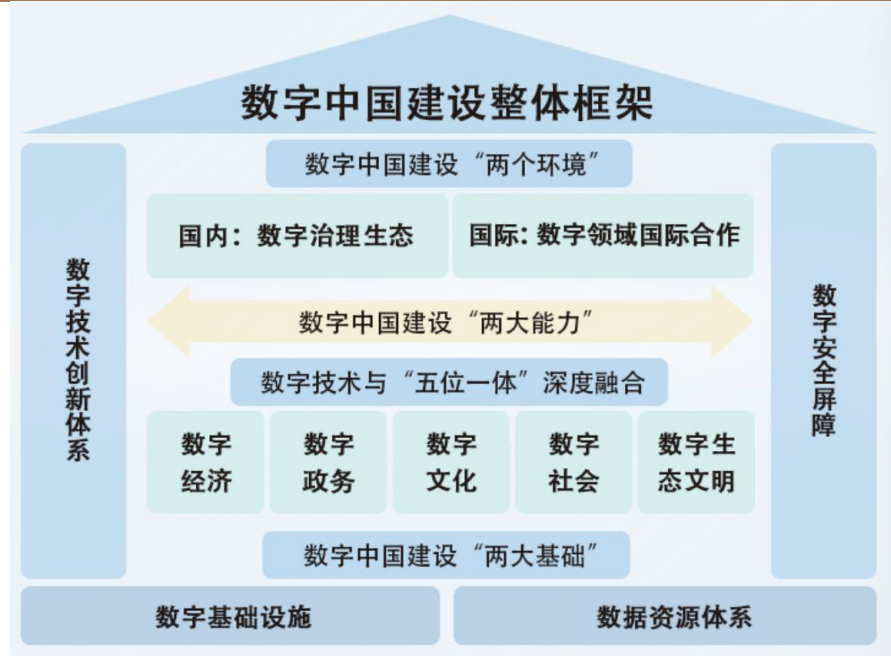 数字中国建设整体框架
数字中国建设“两个环境”
国内：数字治理生态
国际：数字领域国际合作
数字技术创新体系
数字中国建设“两大能力”
数字安全屏障
数字技术与“五位一体”深度融合
数字
经济
数字
政务
数字
文化
数字
社会
数字生
态文明
数字中国建设“两大基础”
数字基础设施
数据资源体系